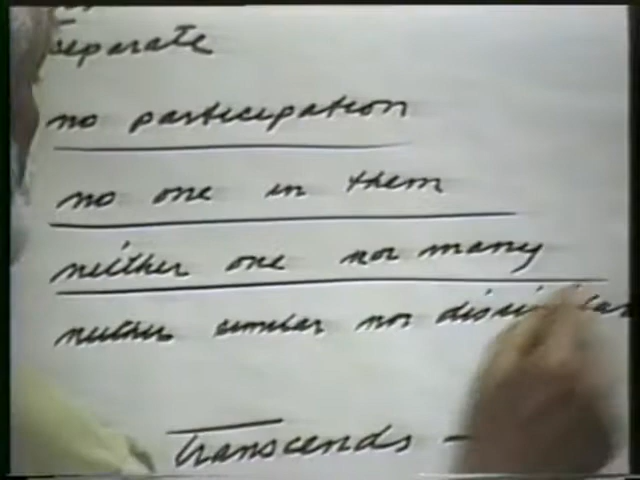 separate
no participation
no one in them
neither one nor many
neither similar nor dissimilar
Transcends —